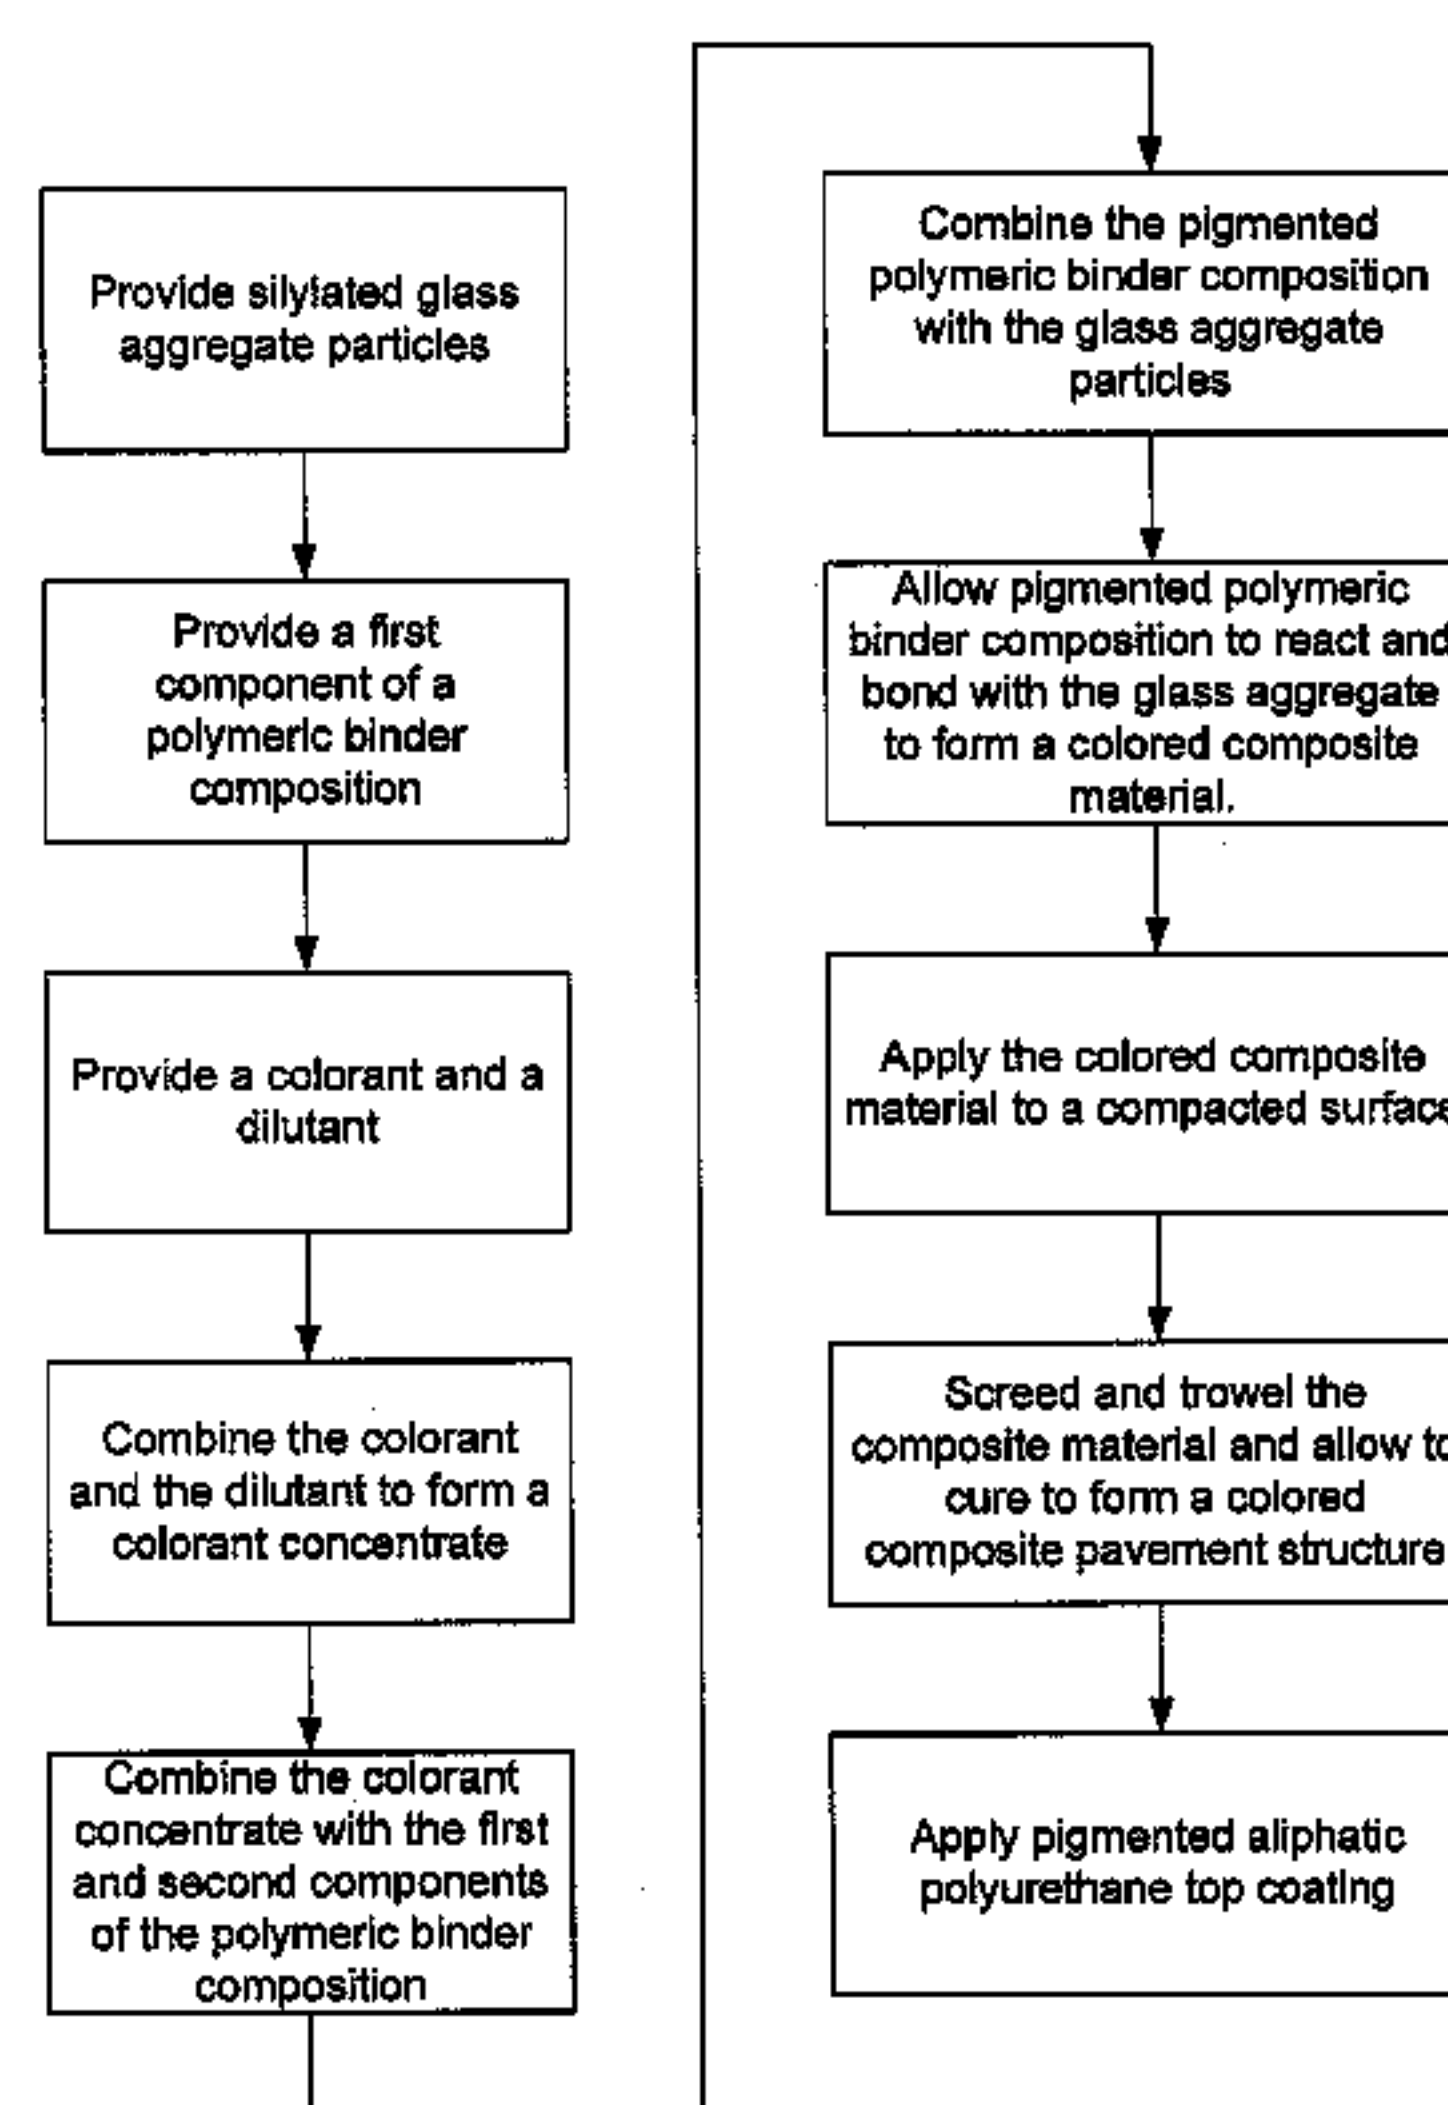 Provide silylated glass
aggregate particles
Provide a first
component of a
polymeric binder
composition
Provide a colorant and a
dilutant
Combine the colorant
and the dilutant to form a
colorant concentrate
Combine the colorant
concentrate with the first
and second components
of the polymeric binder
composition
Combine the pigmented
polymeric binder composition
with the glass aggregate
particles
Allow pigmented polymeric
binder composition to react and
bond with the glass aggregate
to form a colored composite
material.
Apply the colored composite
material to a compacted surface
Screed and trowel the
composite material and allow to
cure to form a colored
composite pavement structure
Apply pigmented aliphatic
polyurethane top coating